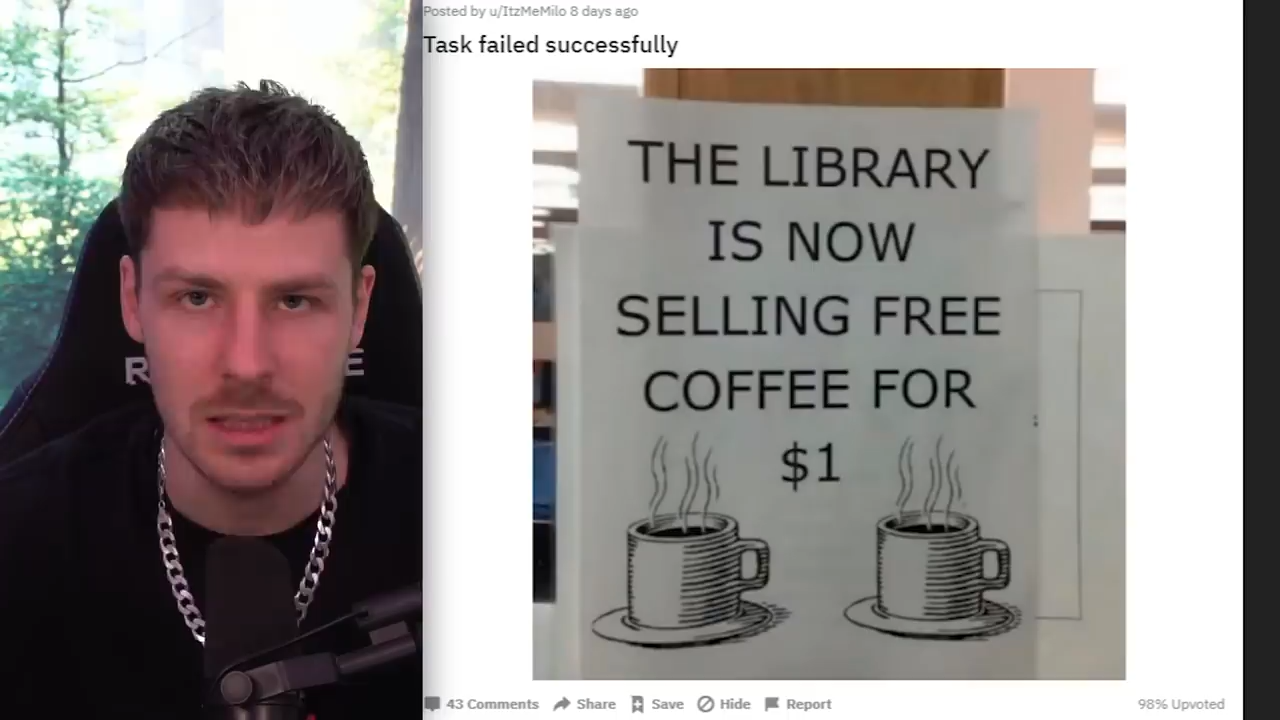 Posted by u/ItzMeMilo 8 days ago
Task failed successfully
THE LIBRARY
IS NOW
SELLING FREE
COFFEE FOR
$1
43 Comments Share Save Hide Report 98% Upvoted